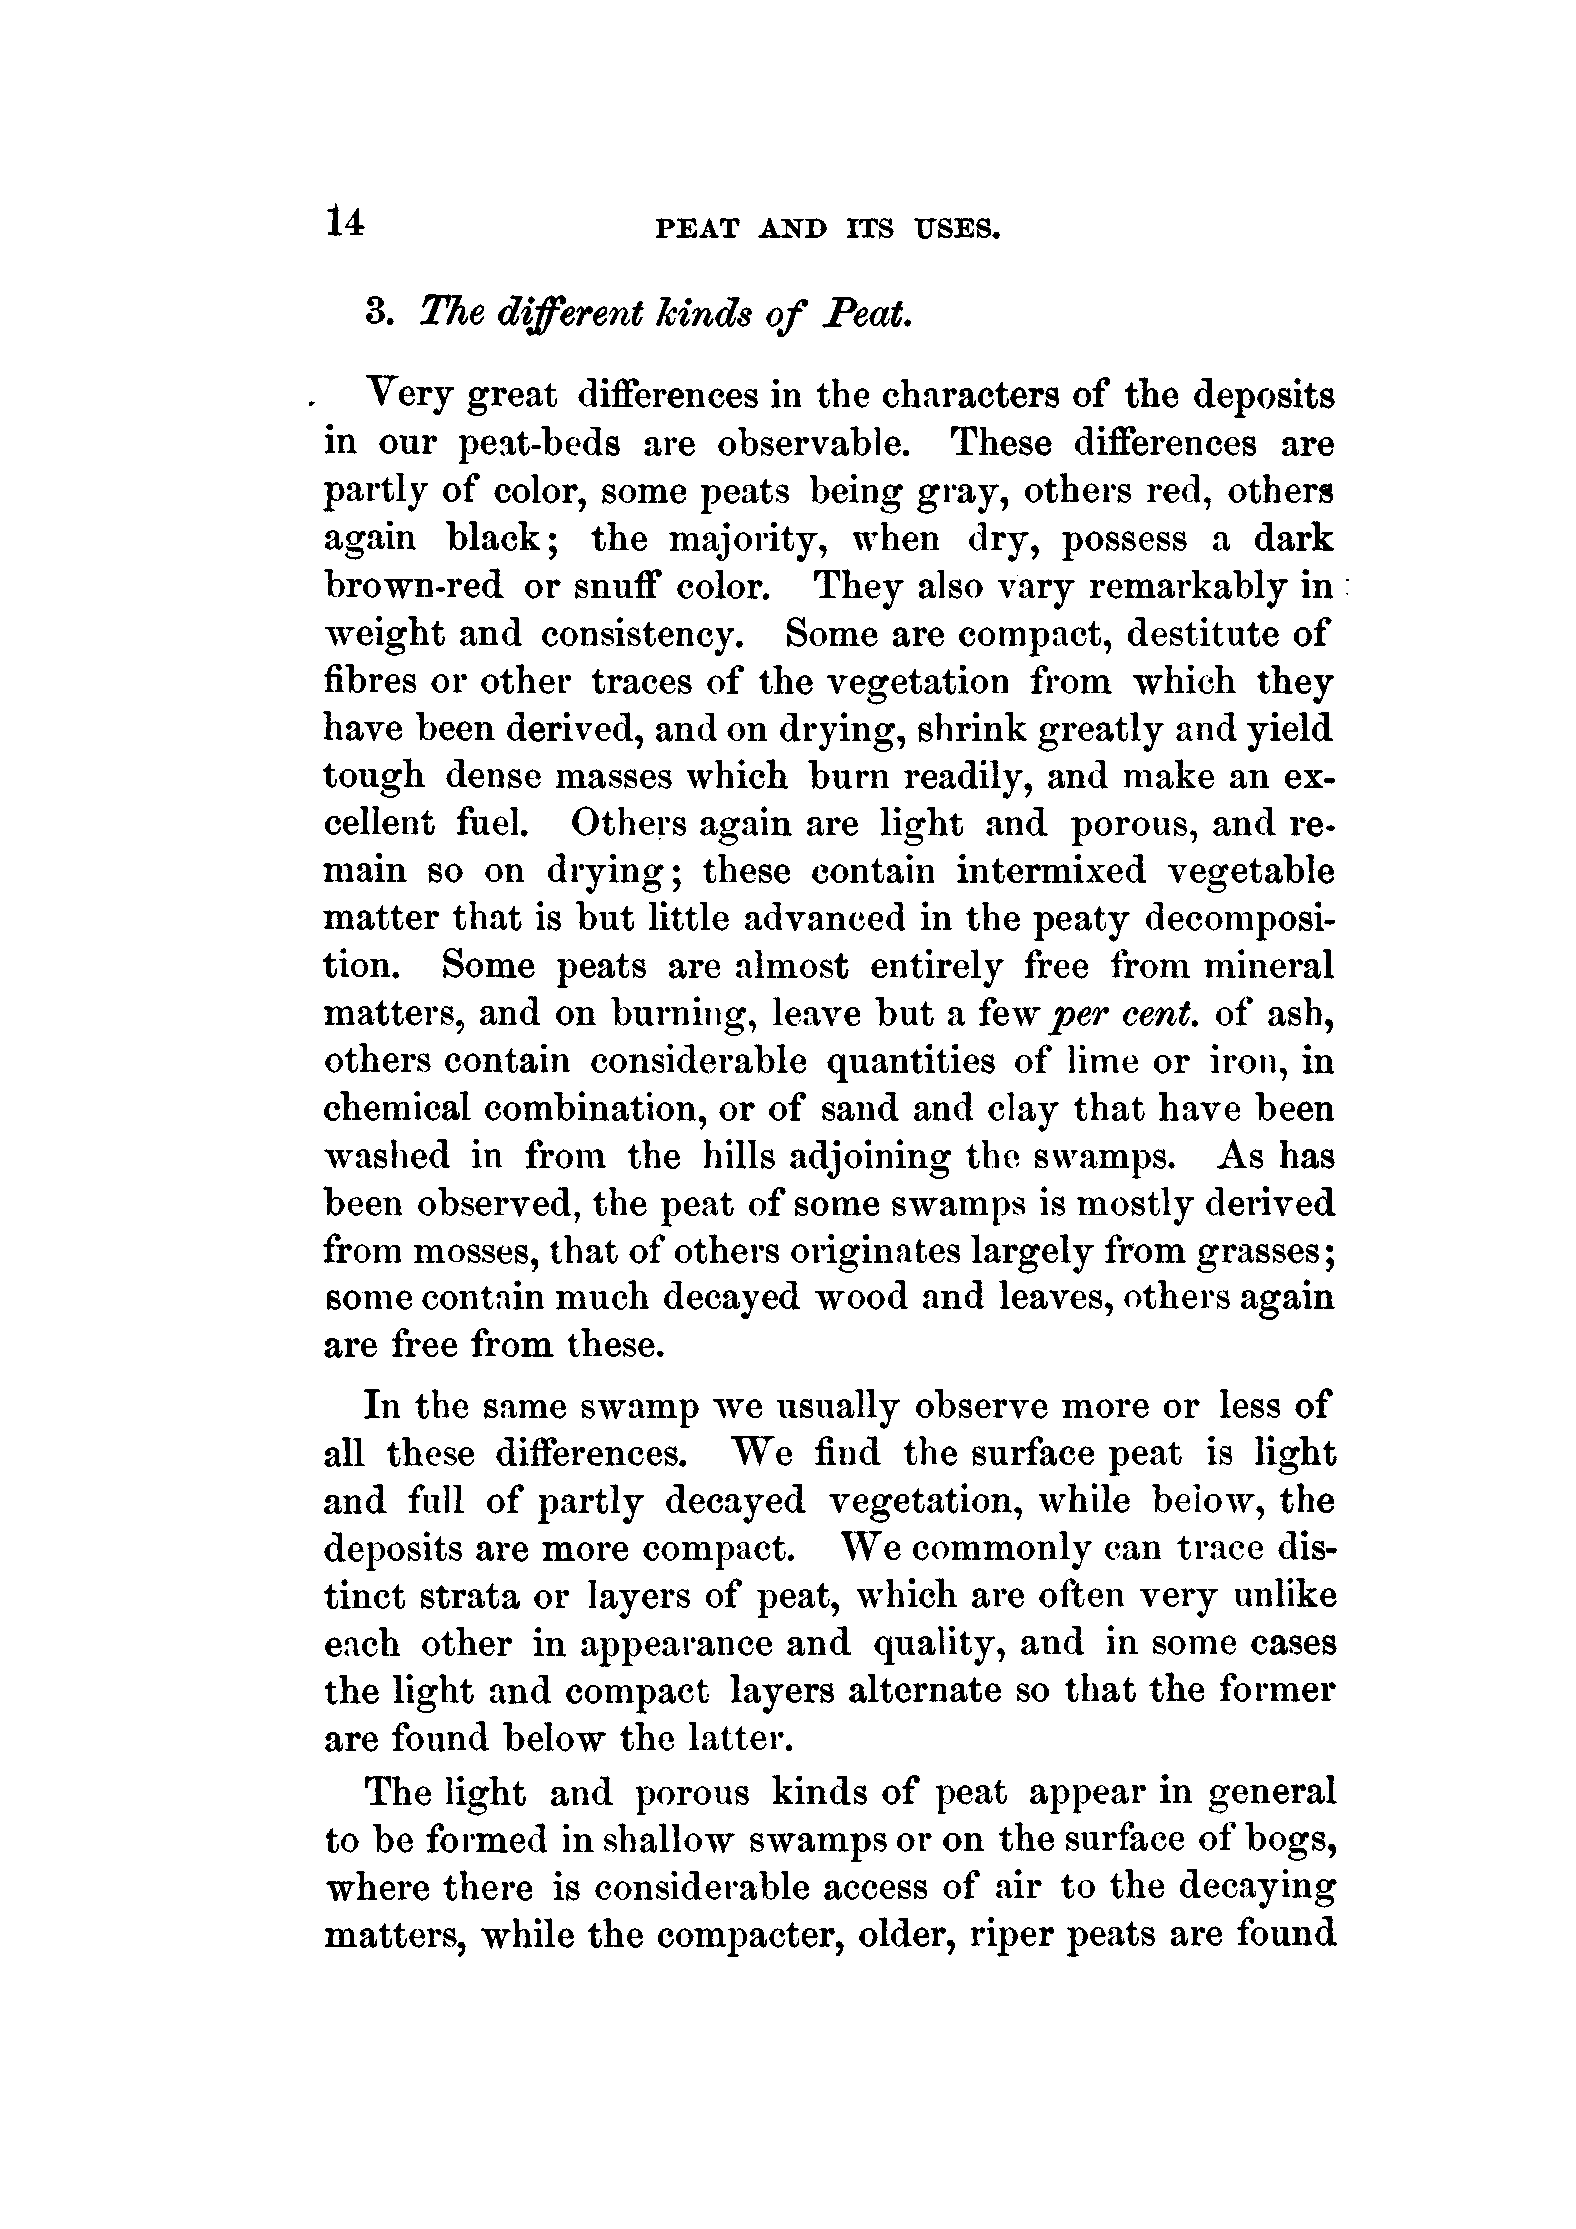 14 PEAT AND ITS USES.
3. The different kinds of Peat.
Very great differences in the characters of the deposits
in our peat-beds are observable. These differences are
partly of color, some peats being gray, others red, others
again black; the majority, when dry, possess a dark
brown-red or snuff color. They also vary remarkably in
weight and consistency. Some are compact, destitute of
fibres or other traces of the vegetation from which they
have been derived, and on drying, shrink greatly and yield
tough dense masses which burn readily, and make an ex-
cellent fuel. Others again are light and porous, and re-
main so on drying; these contain intermixed vegetable
matter that is but little advanced in the peaty decomposi-
tion. Some peats are almost entirely free from mineral
matters, and on burning, leave but a few per cent. of ash,
others contain considerable quantities of lime or iron, in
chemical combination, or of sand and clay that have been
washed in from the hills adjoining the swamps. As has
been observed, the peat of some swamps is mostly derived
from mosses, that of others originates largely from grasses;
some contain much decayed wood and leaves, others again
are free from these.
In the same swamp we usually observe more or less of
all these differences. We find the surface peat is light
and full of partly decayed vegetation, while below, the
deposits are more compact. We commonly can trace dis-
tinct strata or layers of peat, which are often very unlike
each other in appearance and quality, and in some cases
the light and compact layers alternate so that the former
are found below the latter.
The light and porous kinds of peat appear in general
to be formed in shallow swamps or on the surface of bogs,
where there is considerable access of air to the decaying
matters, while the compacter, older, riper peats are found